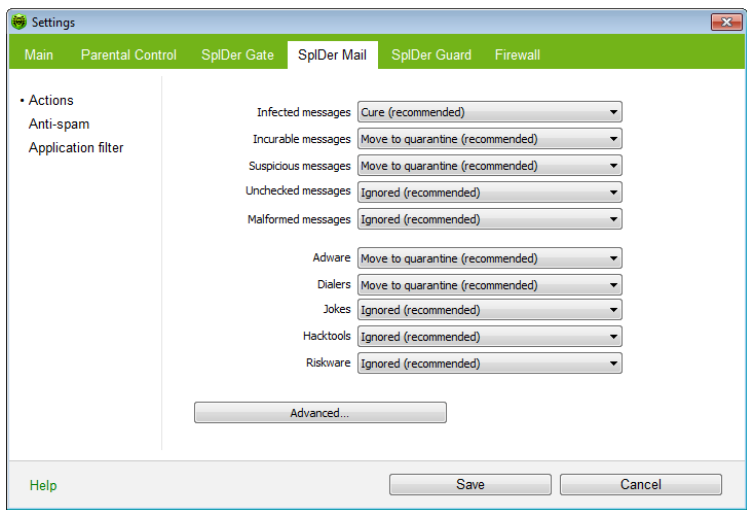 Settings
Main Parental Control SpIDer Gate SpIDer Mail SpIDer Guard Firewall
Actions
Anti-spam
Application filter
Infected messages Cure (recommended)
Incurable messages Move to quarantine (recommended)
Suspicious messages Move to quarantine (recommended)
Unchecked messages Ignored (recommended)
Malformed messages Ignored (recommended)
Adware Move to quarantine (recommended)
Dialers Move to quarantine (recommended)
Jokes Ignored (recommended)
Hacktools Ignored (recommended)
Riskware Ignored (recommended)
Advanced...
Help Save Cancel